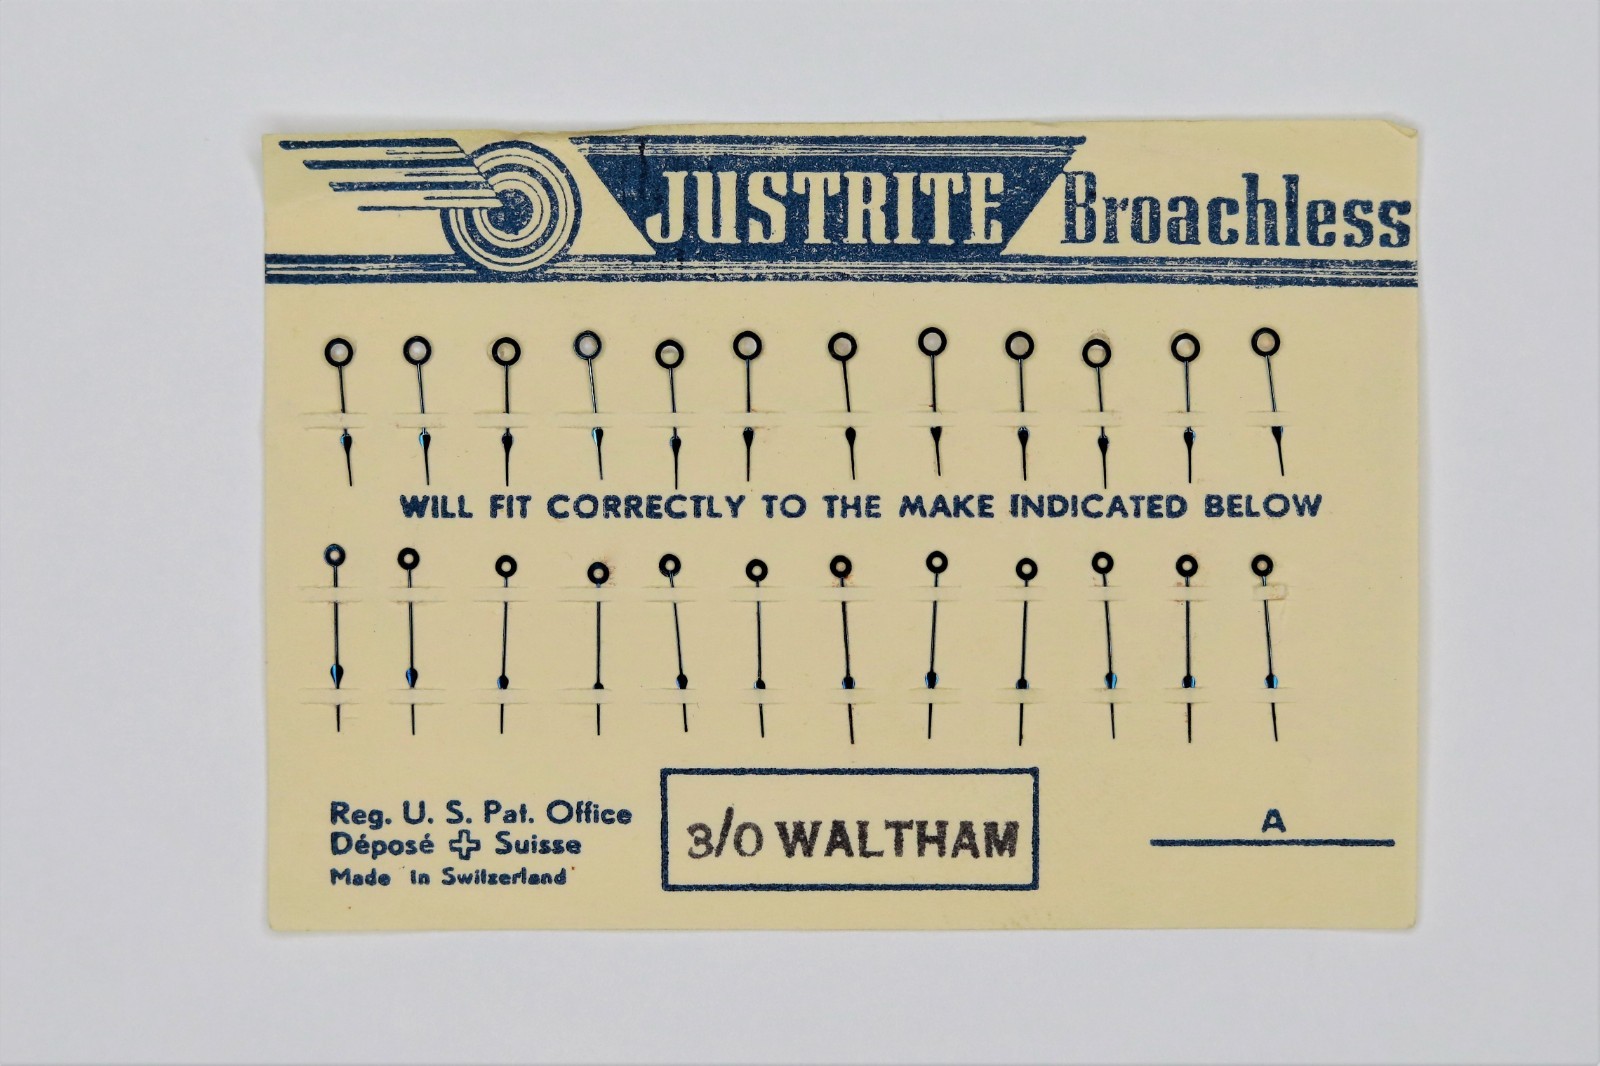 JUSTRITE Broachless
WILL FIT CORRECTLY TO THE MAKE INDICATED BELOW
Reg. U. S. Pat. Office
Déposé Suisse
Made in Switzerland
3/0 WALTHAM
A